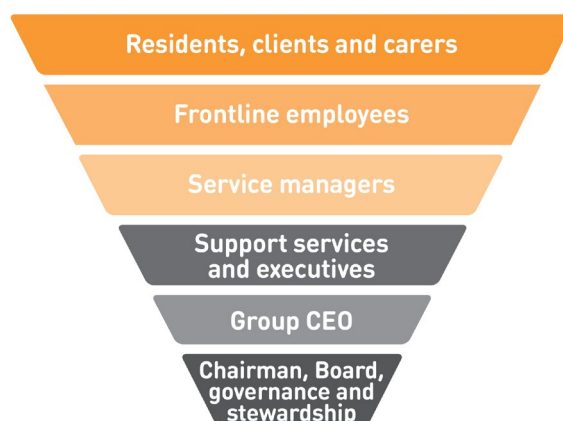 Residents, clients and carers
Frontline employees
Service managers
Support services
and executives
Group CEO
Chairman, Board,
governance and
stewardship